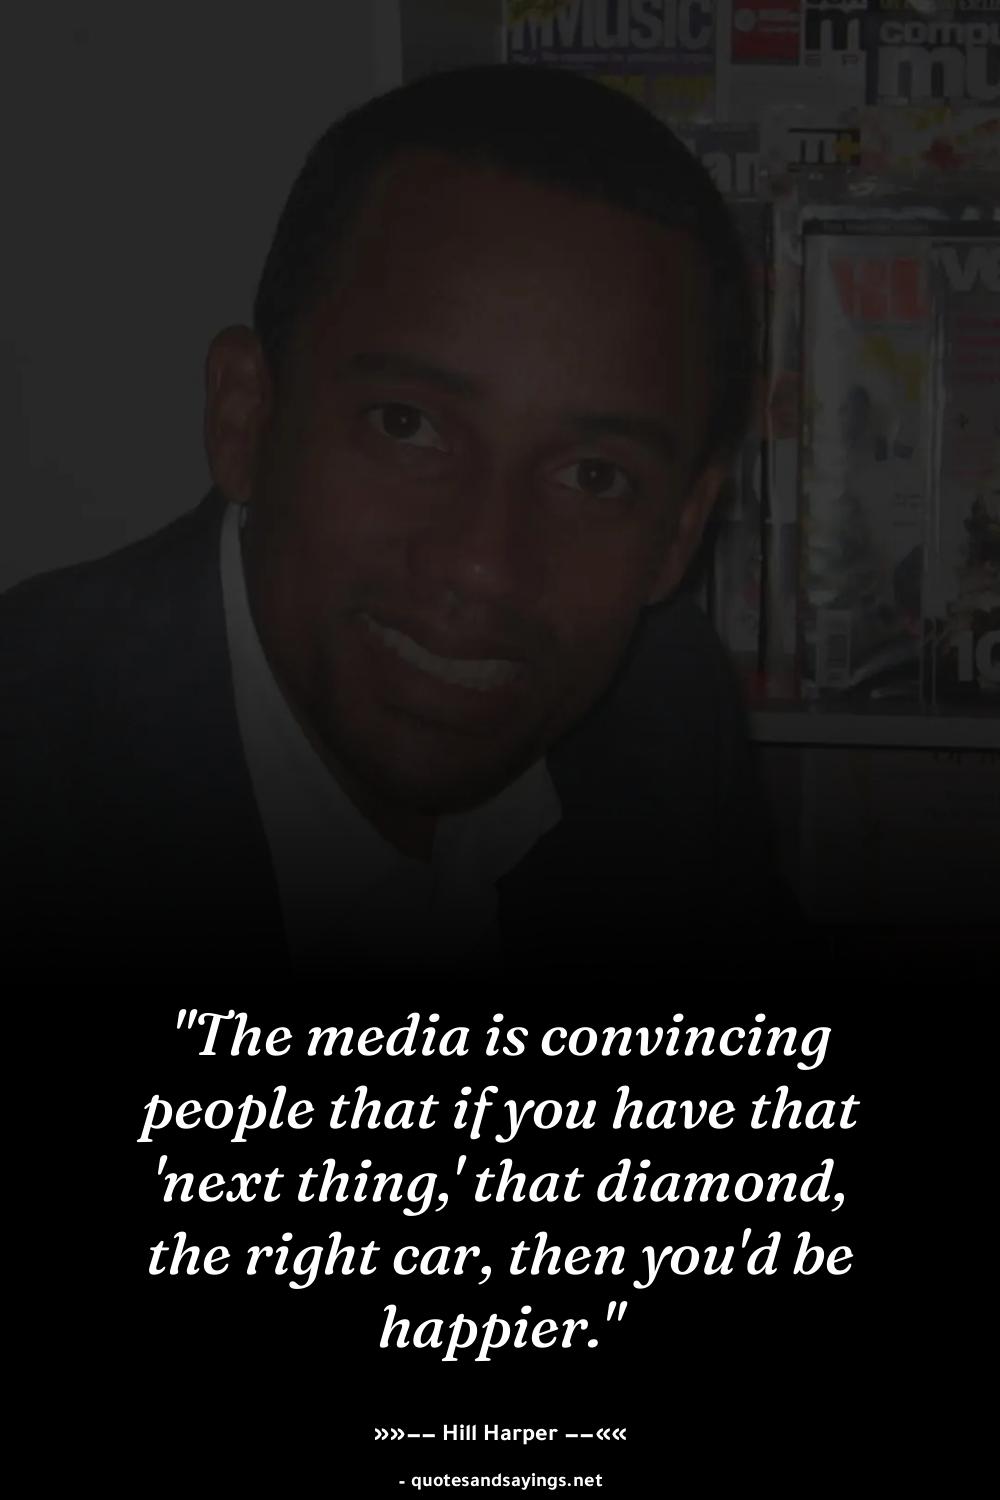 Music
"The media is convincing
people that if you have that
'next thing,' that diamond,
the right car, then you'd be
happier."
»»-- Hill Harper --««
- quotesandsayings.net